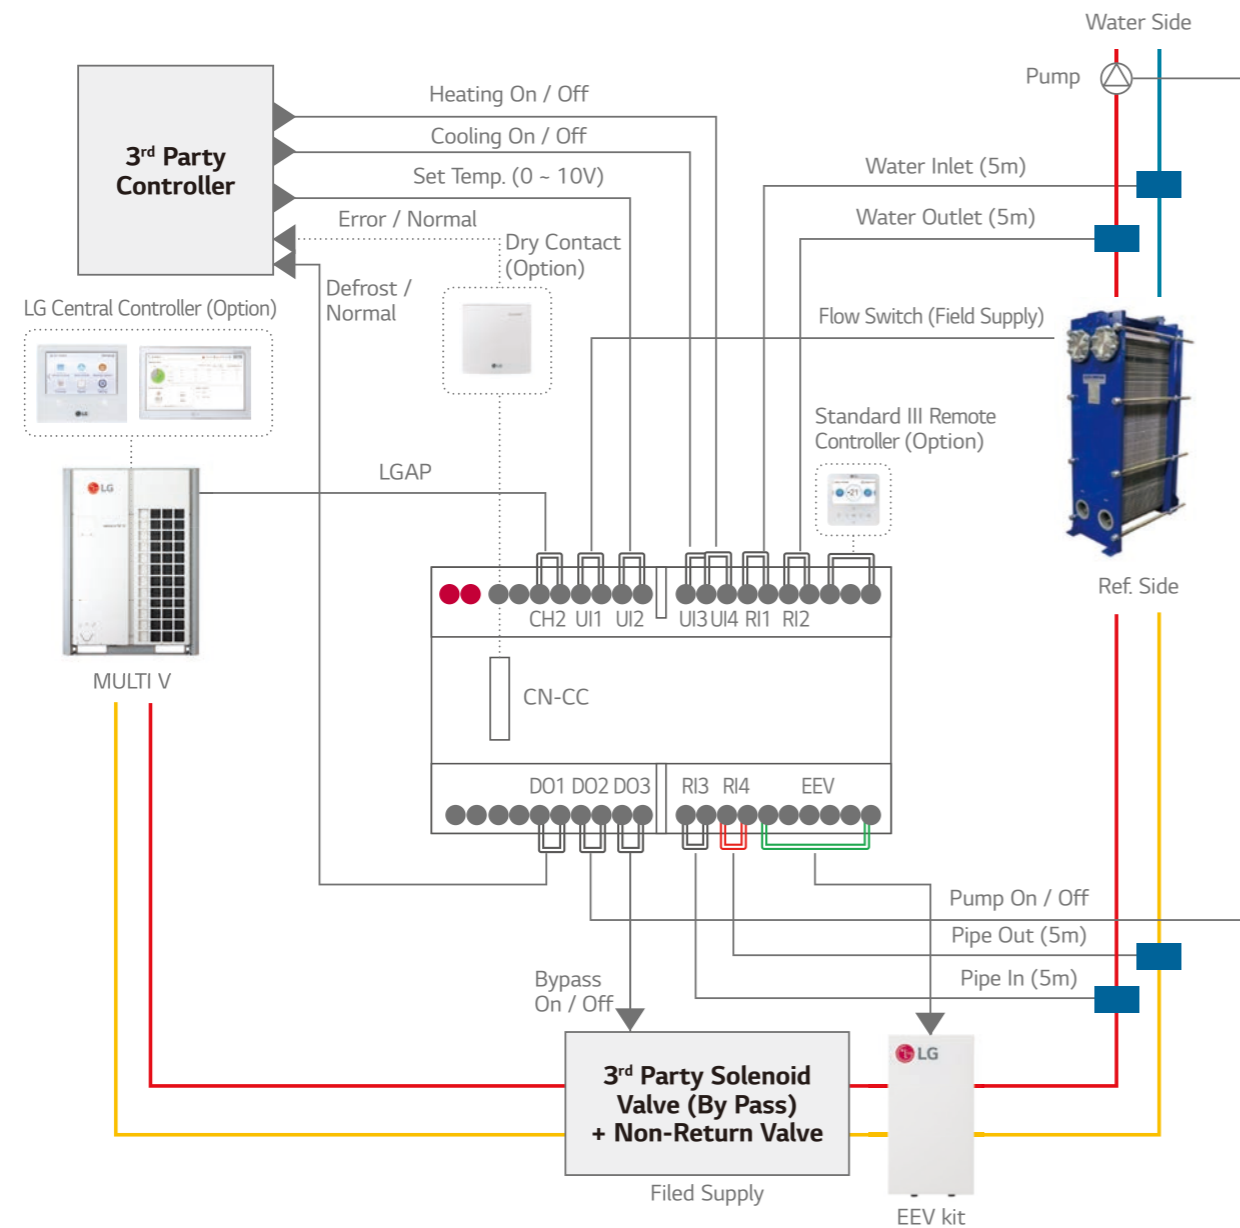 Water Side
Pump
Heating On / Off
Cooling On / Off
Set Temp. (0 ~ 10V)
3rd Party
Controller
Error / Normal
Defrost /
Normal
Dry Contact
(Option)
Water Inlet (5m)
Water Outlet (5m)
Flow Switch (Field Supply)
LG Central Controller (Option)
LG
LG
Standard III Remote
Controller (Option)
LG
LGAP
MULTI V
Ref. Side
CH2 UI1 UI2 UI3 UI4 RI1 RI2
CN-CC
DO1 DO2 DO3 RI3 RI4 EEV
Pump On / Off
Pipe Out (5m)
Pipe In (5m)
Bypass
On / Off
3rd Party Solenoid
Valve (By Pass)
+ Non-Return Valve
Filed Supply
LG
EEV kit